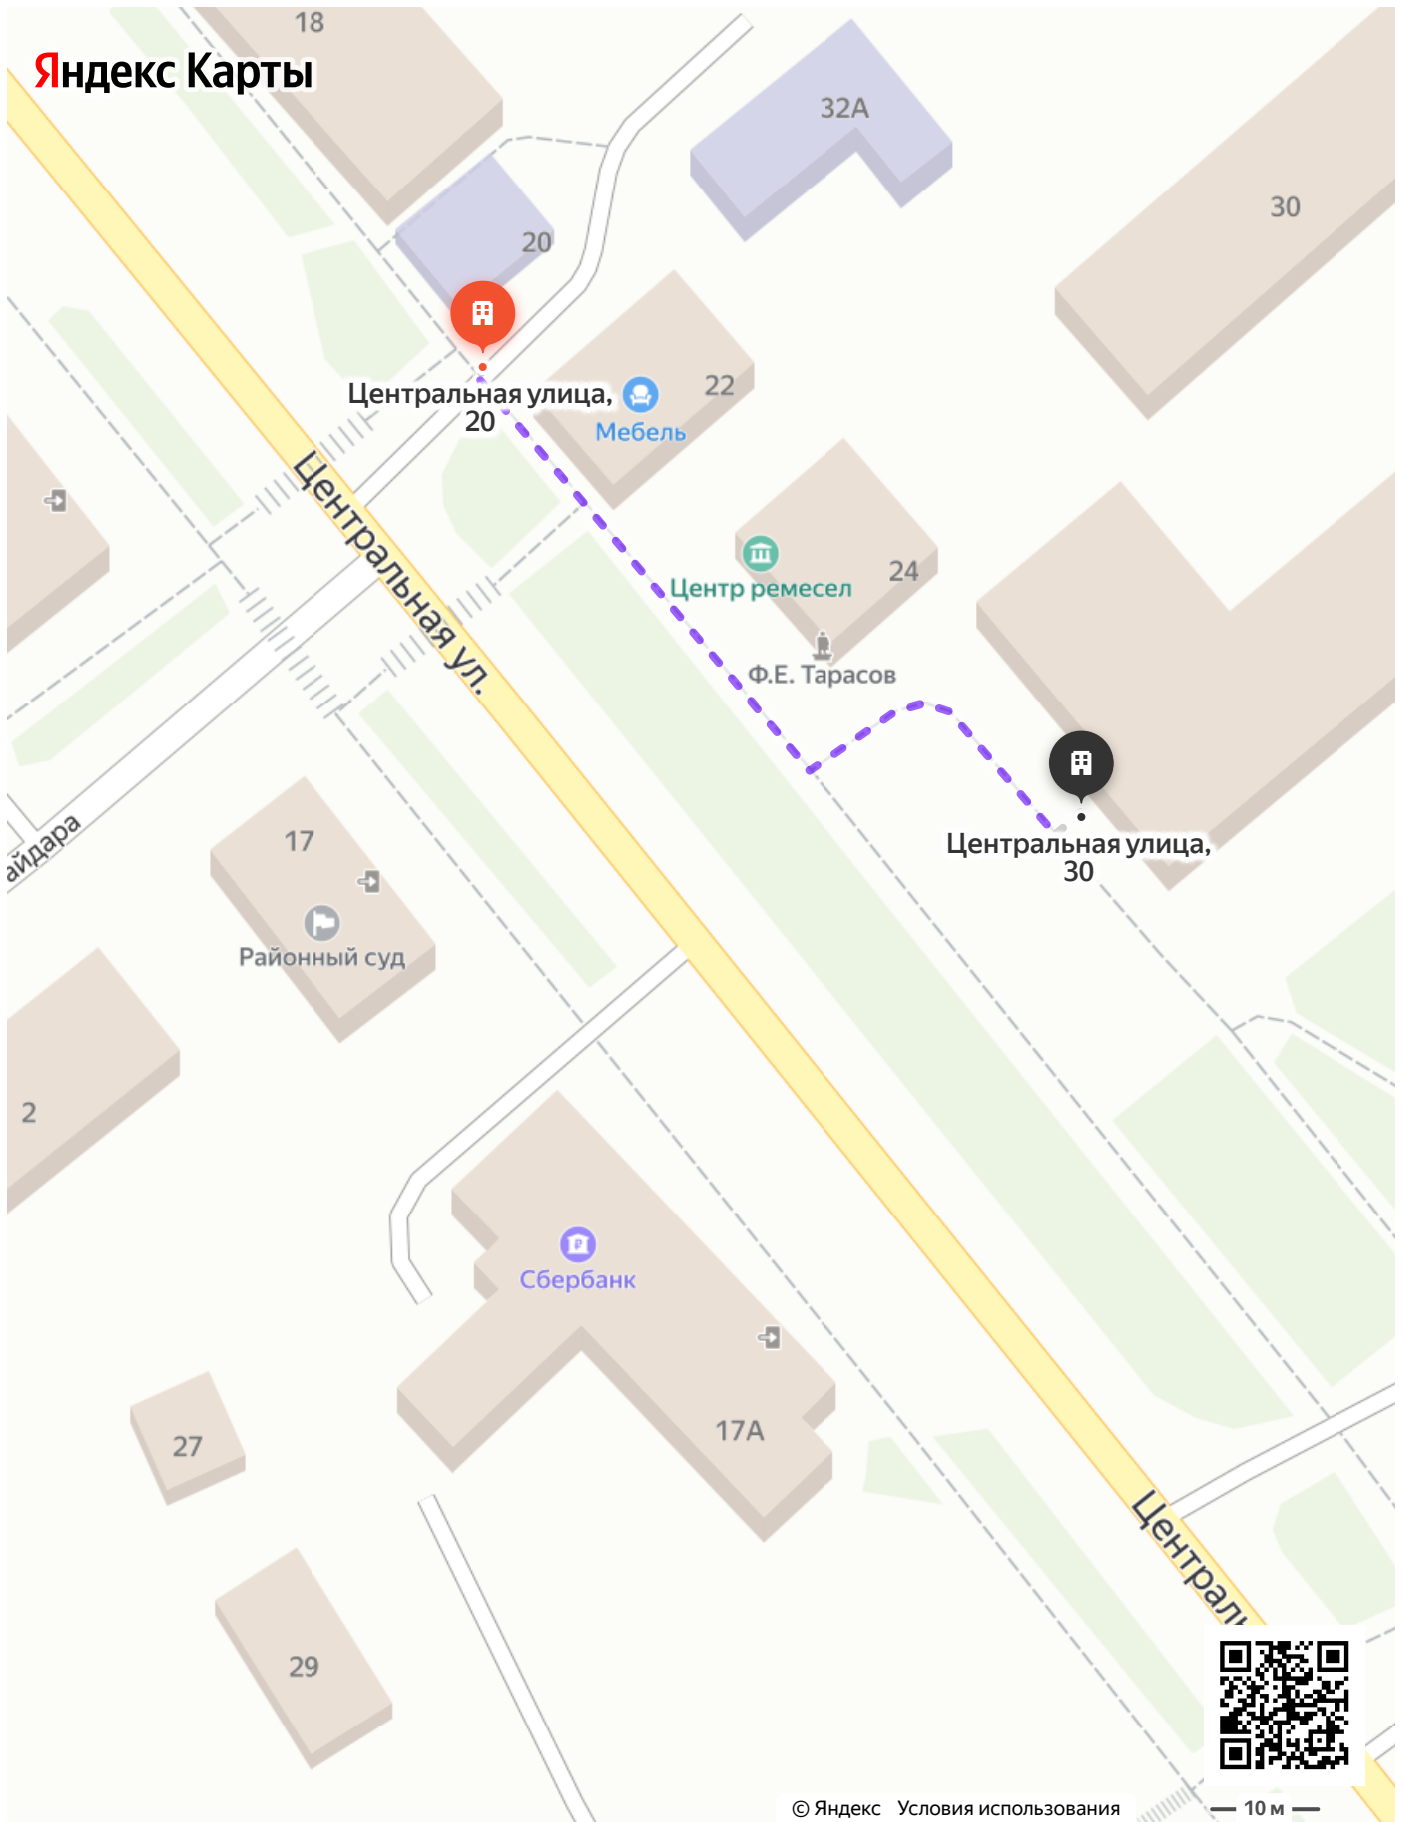 18
Яндекс Карты
32А
30
20
Центральная улица,
20
22
Мебель
Центральная ул.
24
Центр ремесел
Ф.Е. Тарасов
Центральная улица,
30
айдара
17
Районный суд
2
Сбербанк
17А
27
29
Централь
© Яндекс Условия использования
10 м